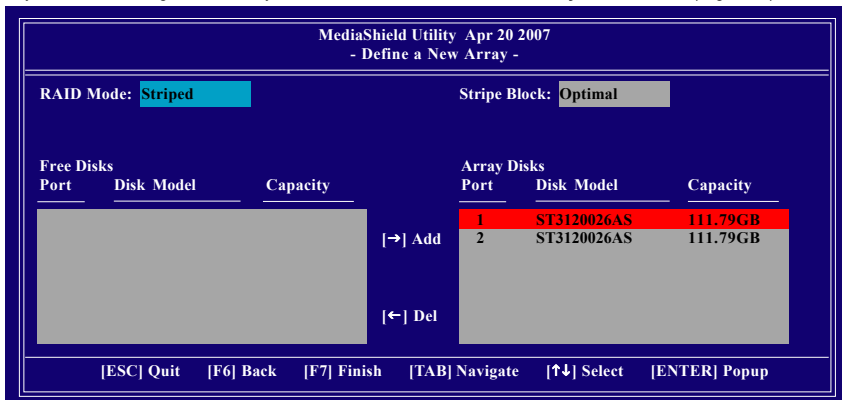 MediaShield Utility Apr 20 2007
- Define a New Array -
RAID Mode: Striped
Stripe Block: Optimal
Free Disks
Port Disk Model Capacity
Array Disks
Port Disk Model Capacity
1 ST3120026AS 111.79GB
2 ST3120026AS 111.79GB
[→] Add
[←] Del
[ESC] Quit [F6] Back [F7] Finish [TAB] Navigate [↑↓] Select [ENTER] Popup